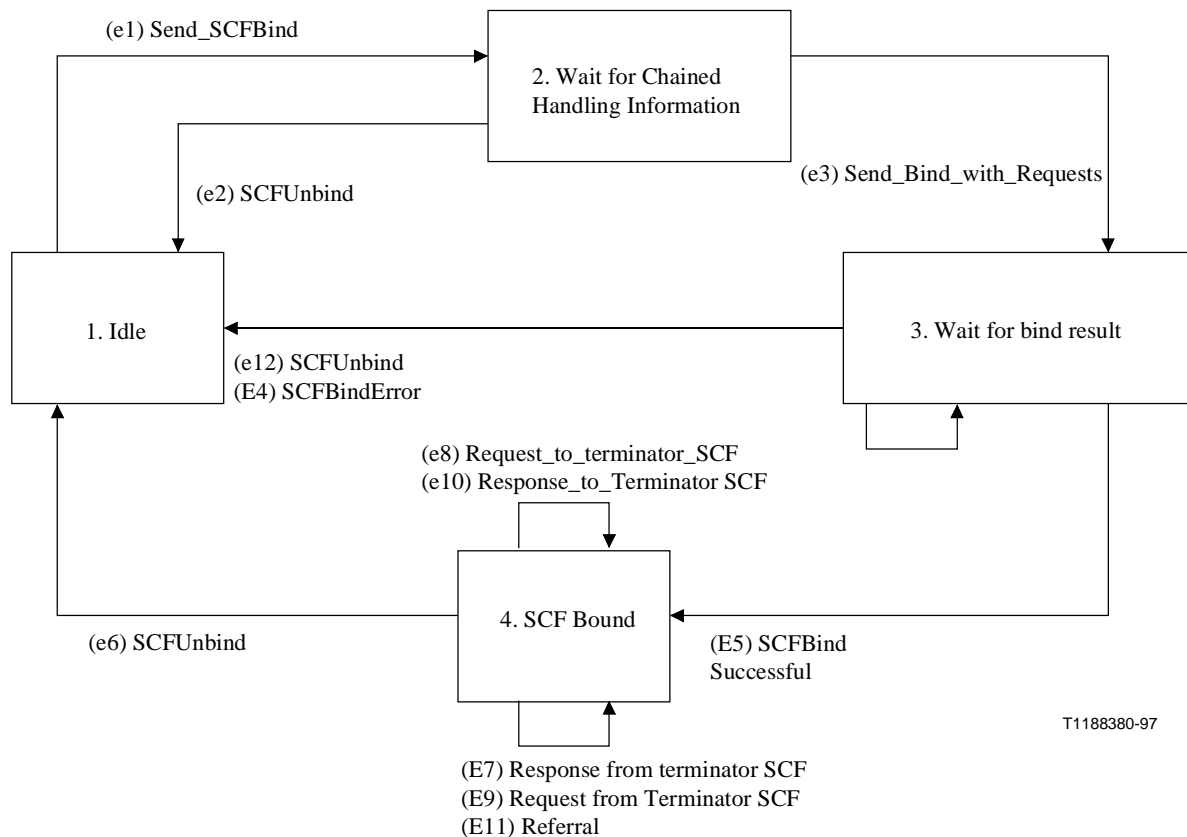 (e1) Send_SCFBind
2. Wait for Chained
Handling Information
(e3) Send_Bind_with_Requests
(e2) SCFUnbind
1. Idle
3. Wait for bind result
(e12) SCFUnbind
(E4) SCFBindError
(e8) Request_to_terminator_SCF
(e10) Response_to_Terminator SCF
4. SCF Bound
(e6) SCFUnbind
(E5) SCFBind
Successful
T1188380-97
(E7) Response from terminator SCF
(E9) Request from Terminator SCF
(E11) Referral